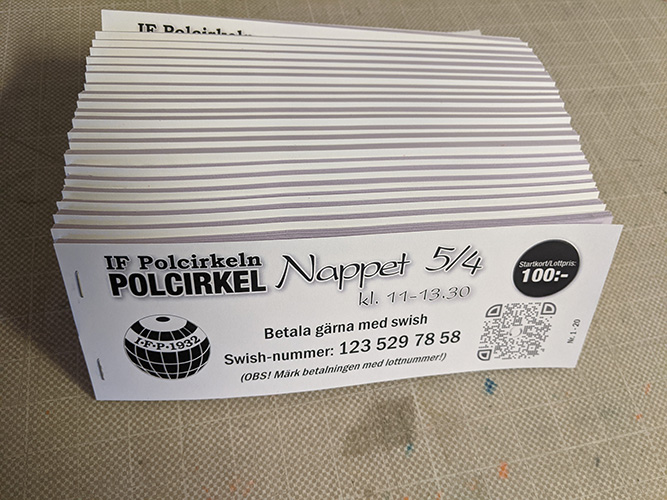 IF Polcirkeln
IF Polcirkeln
POLCIRKEL
Nappet 5/4
kl. 11-13.30
Startkort/Lottpris:
100:-
I·F·P·1932
Betala gärna med swish
Swish-nummer: 123 529 78 58
(OBS! Märk betalningen med lottnummer!)
Nr. 1 - 20